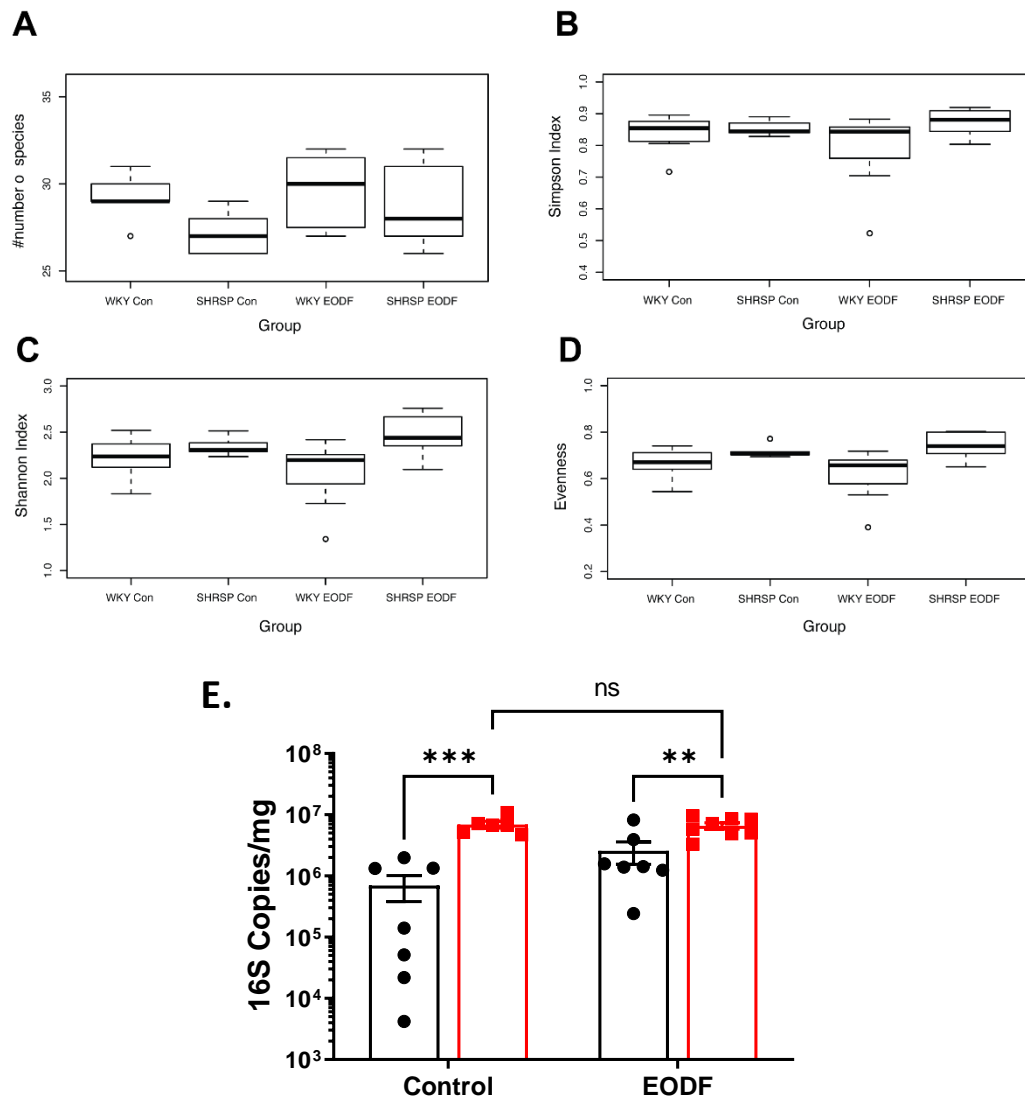 A
#number o species
35
30
25
WKY Con SHRSP Con WKY EODF SHRSP EODF
Group
B
Simpson Index
1.0
0.9
0.8
0.7
0.6
0.5
0.4
WKY Con SHRSP Con WKY EODF SHRSP EODF
Group
C
Shannon Index
3.0
2.5
2.0
1.5
1.0
WKY Con SHRSP Con WKY EODF SHRSP EODF
Group
D
Evenness
1.0
0.8
0.6
0.4
0.2
WKY Con SHRSP Con WKY EODF SHRSP EODF
Group
E.
ns
*** **
16S Copies/mg
10⁸
10⁷
10⁶
10⁵
10⁴
10³
Control EODF